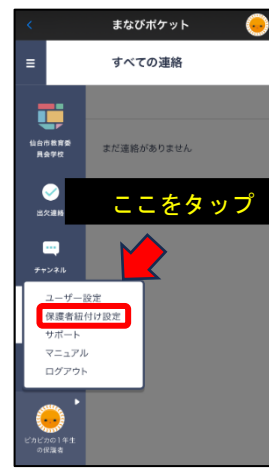 まなびポケット
すべての連絡
仙台市教育委
員会学校
まだ連絡がありません
出欠連絡
ここをタップ
チャンネル
ユーザー設定
保護者紐付け設定
サポート
マニュアル
ログアウト
ピカピカの1年生
の保護者